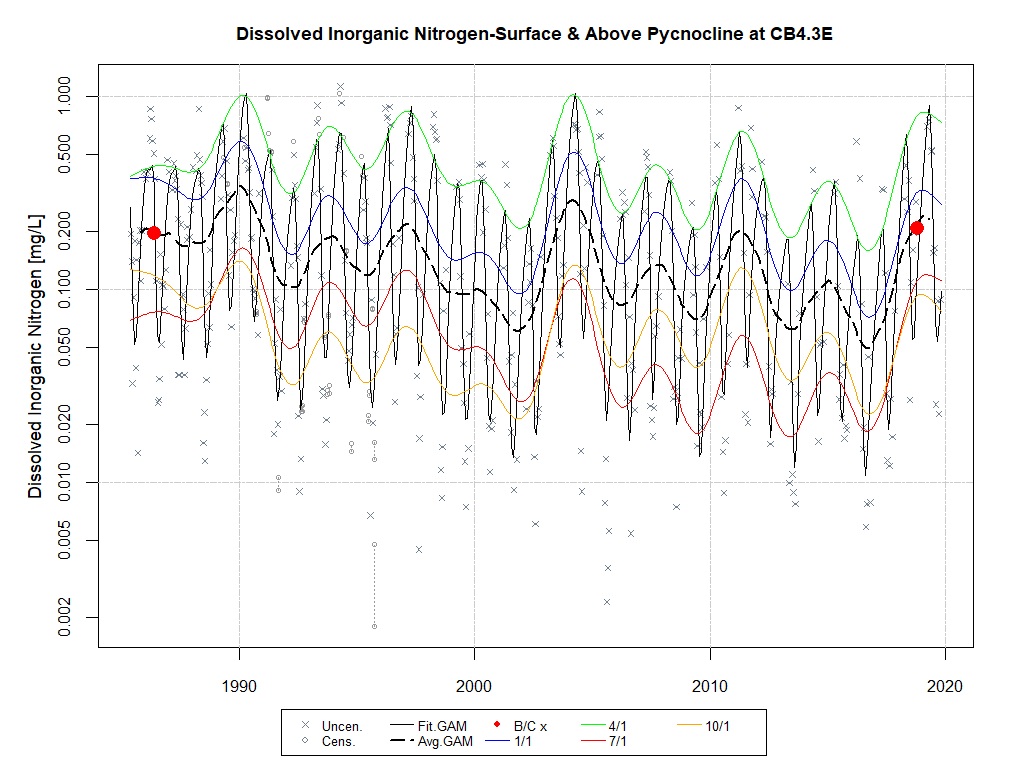 Dissolved Inorganic Nitrogen-Surface & Above Pycnocline at CB4.3E
Dissolved Inorganic Nitrogen [mg/L]
1.000
0.500
0.200
0.100
0.050
0.020
0.010
0.005
0.002
1990 2000 2010 2020
Uncen. Fit.GAM B/C x 4/1 10/1
Cens. Avg.GAM 1/1 7/1